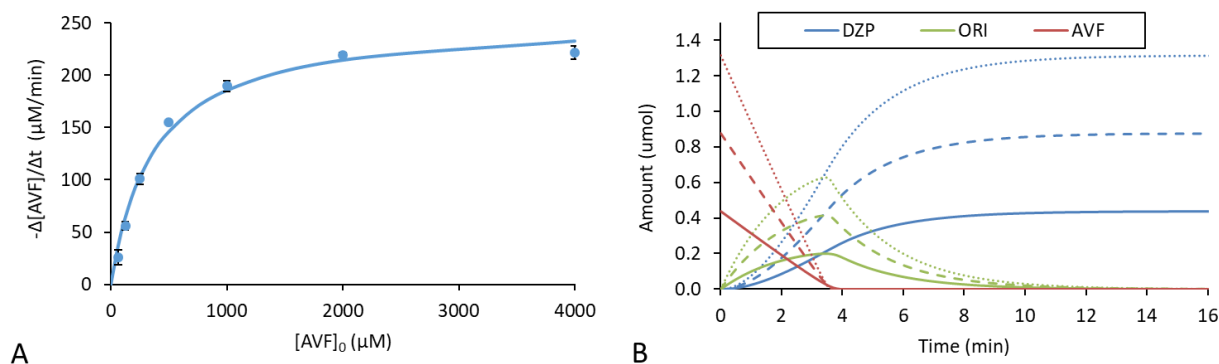 250
200
150
100
50
0
-Δ[AVF]/Δt (µM/min)
0 1000 2000 3000 4000
[AVF]₀ (µM)
A
DZP ORI AVF
1.4
1.2
1.0
0.8
0.6
0.4
0.2
0.0
Amount (umol)
0 2 4 6 8 10 12 14 16
Time (min)
B